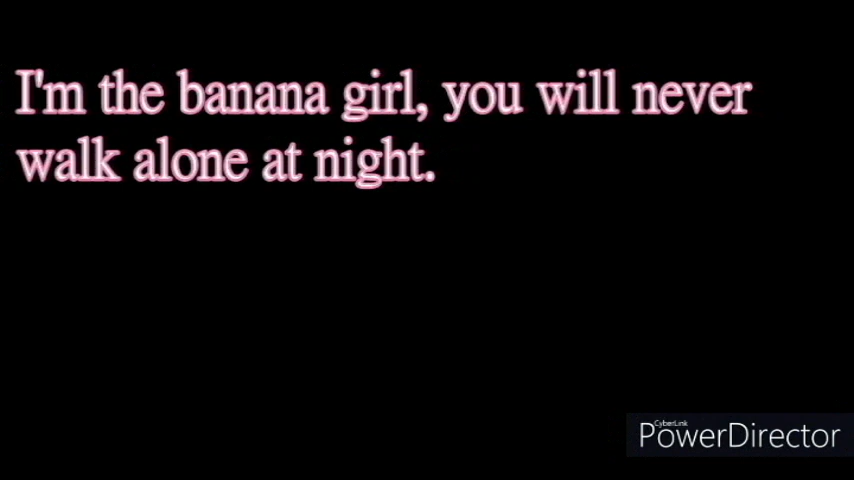 I'm the banana girl, you will never
walk alone at night.
CyberLink
PowerDirector